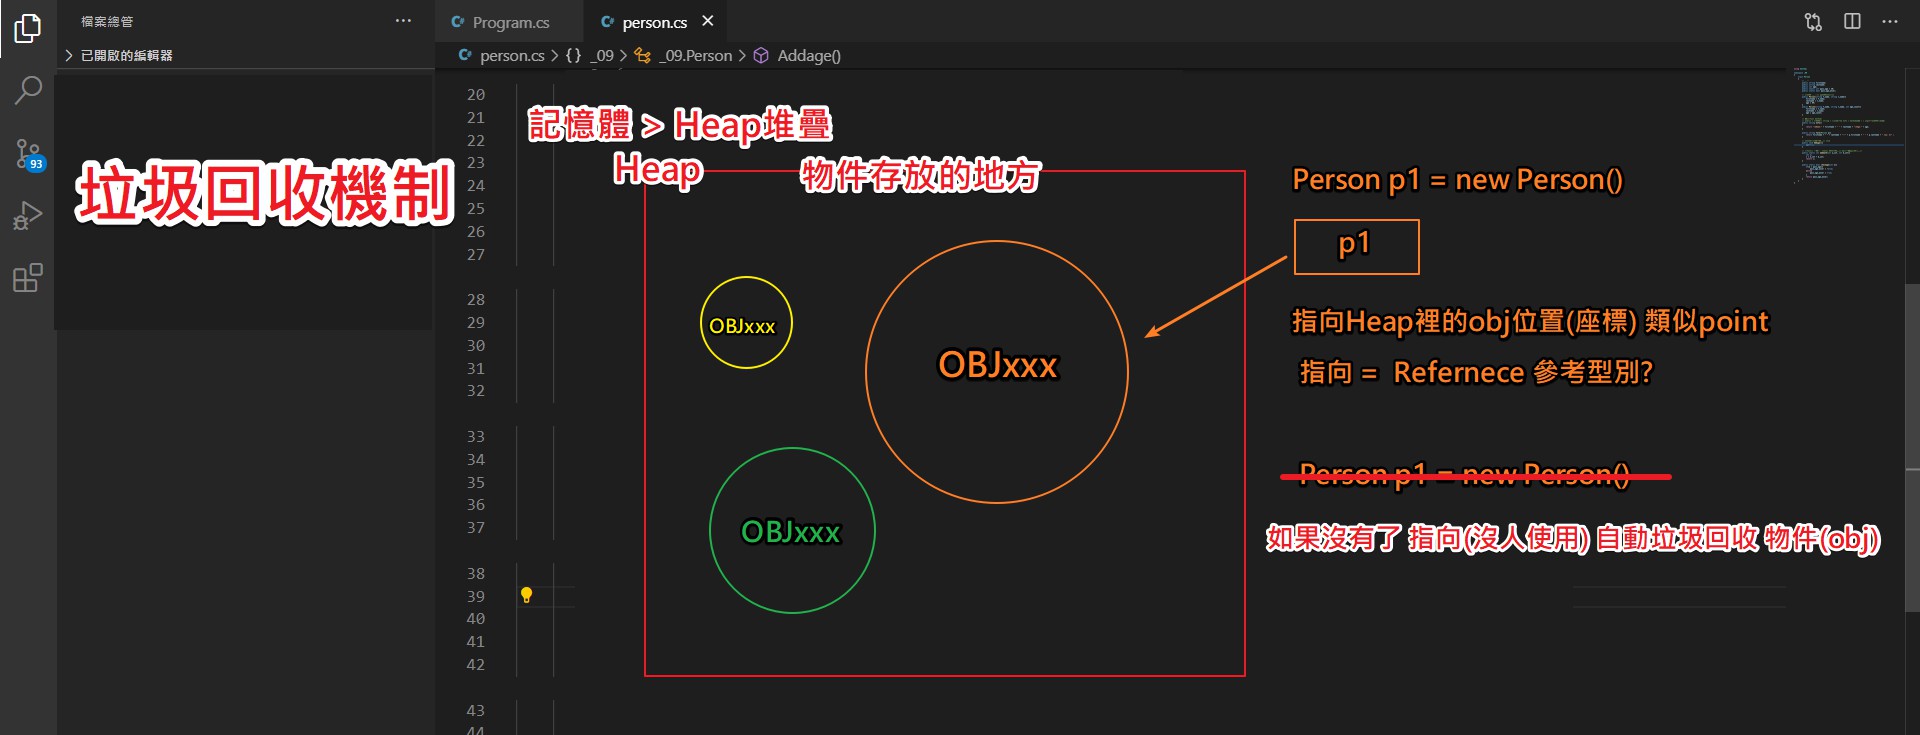 檔案總管 ···
Program.cs
person.cs ×
已開啟的編輯器
person.cs > {} _09 > _09.Person > Addage()
93
垃圾回收機制
20
21
22
23
24
25
26
27
28
29
30
31
32
33
34
35
36
37
38
39
40
41
42
43
44
記憶體 > Heap堆疊
Heap
物件存放的地方
OBJxxx
OBJxxx
OBJxxx
Person p1 = new Person()
p1
指向Heap裡的obj位置(座標) 類似point
指向 = Refernece 參考型別?
Person p1 = new Person()
如果沒有了 指向(沒人使用) 自動垃圾回收 物件(obj)